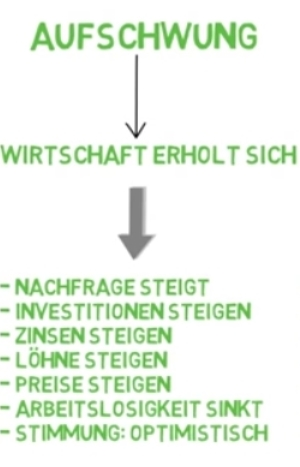 AUFSCHWUNG
WIRTSCHAFT ERHOLT SICH
- NACHFRAGE STEIGT
- INVESTITIONEN STEIGEN
- ZINSEN STEIGEN
- LÖHNE STEIGEN
- PREISE STEIGEN
- ARBEITSLOSIGKEIT SINKT
- STIMMUNG: OPTIMISTISCH